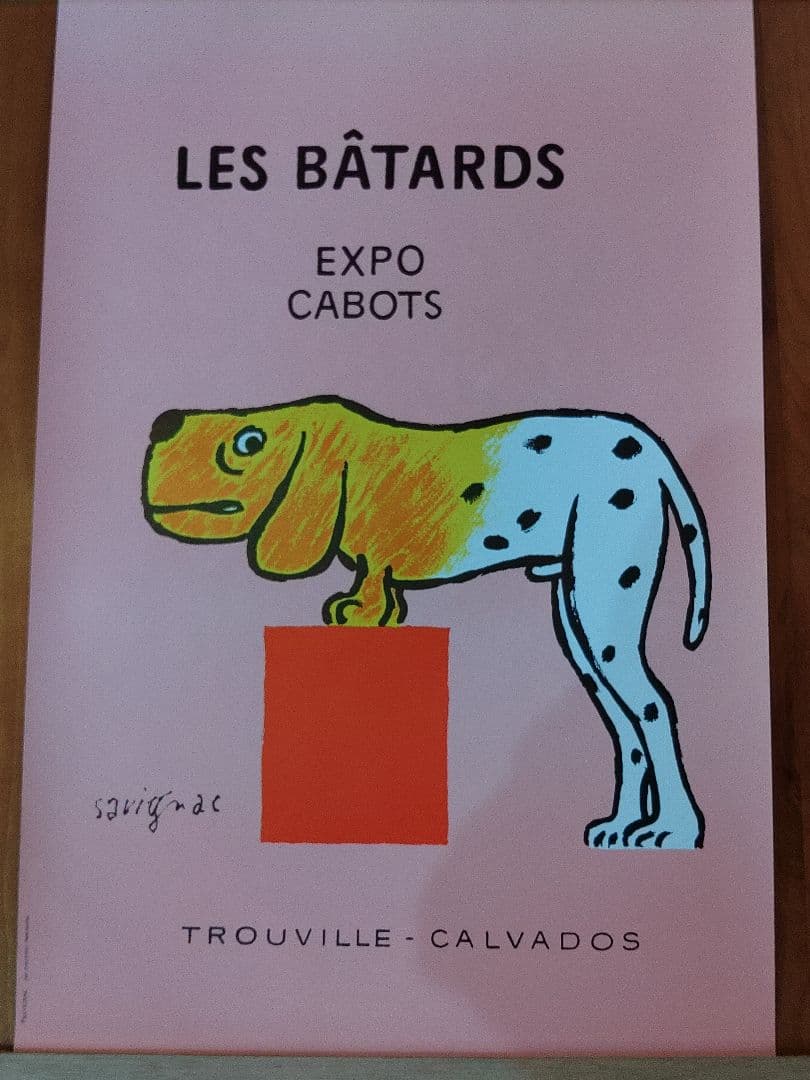 LES BÂTARDS
EXPO
CABOTS
savignac
TROUVILLE - CALVADOS